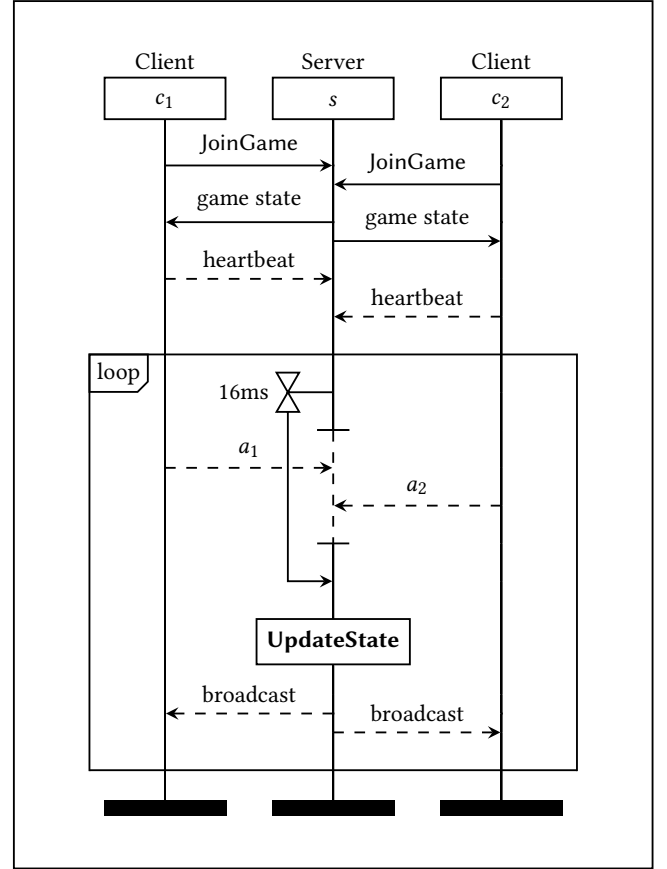 Client Server Client
c₁ s c₂
JoinGame
JoinGame
game state
game state
heartbeat
heartbeat
loop
16ms
a₁
a₂
UpdateState
broadcast
broadcast